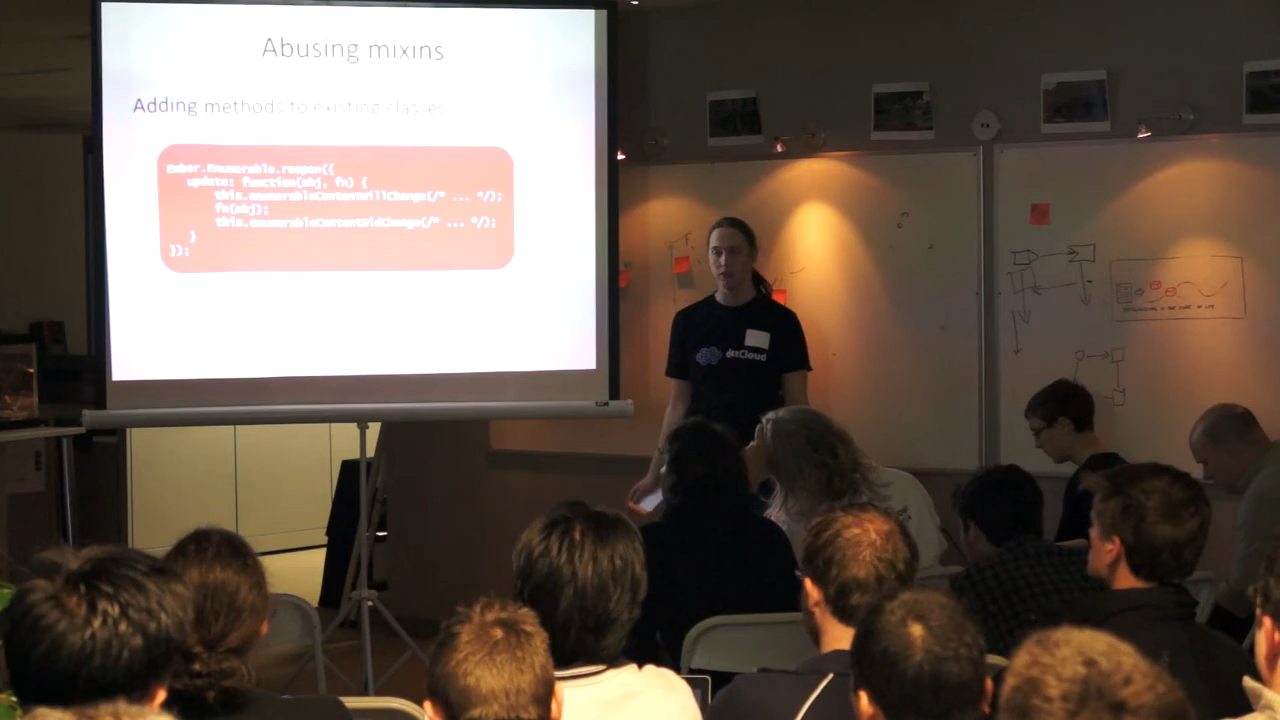 Abusing mixins
Adding methods to existing classes
Ember.Enumerable.reopen({
update: function(obj, fn) {
this.enumerableContentWillChange(/* ... */);
fn(obj);
this.enumerableContentDidChange(/* ... */);
}
});